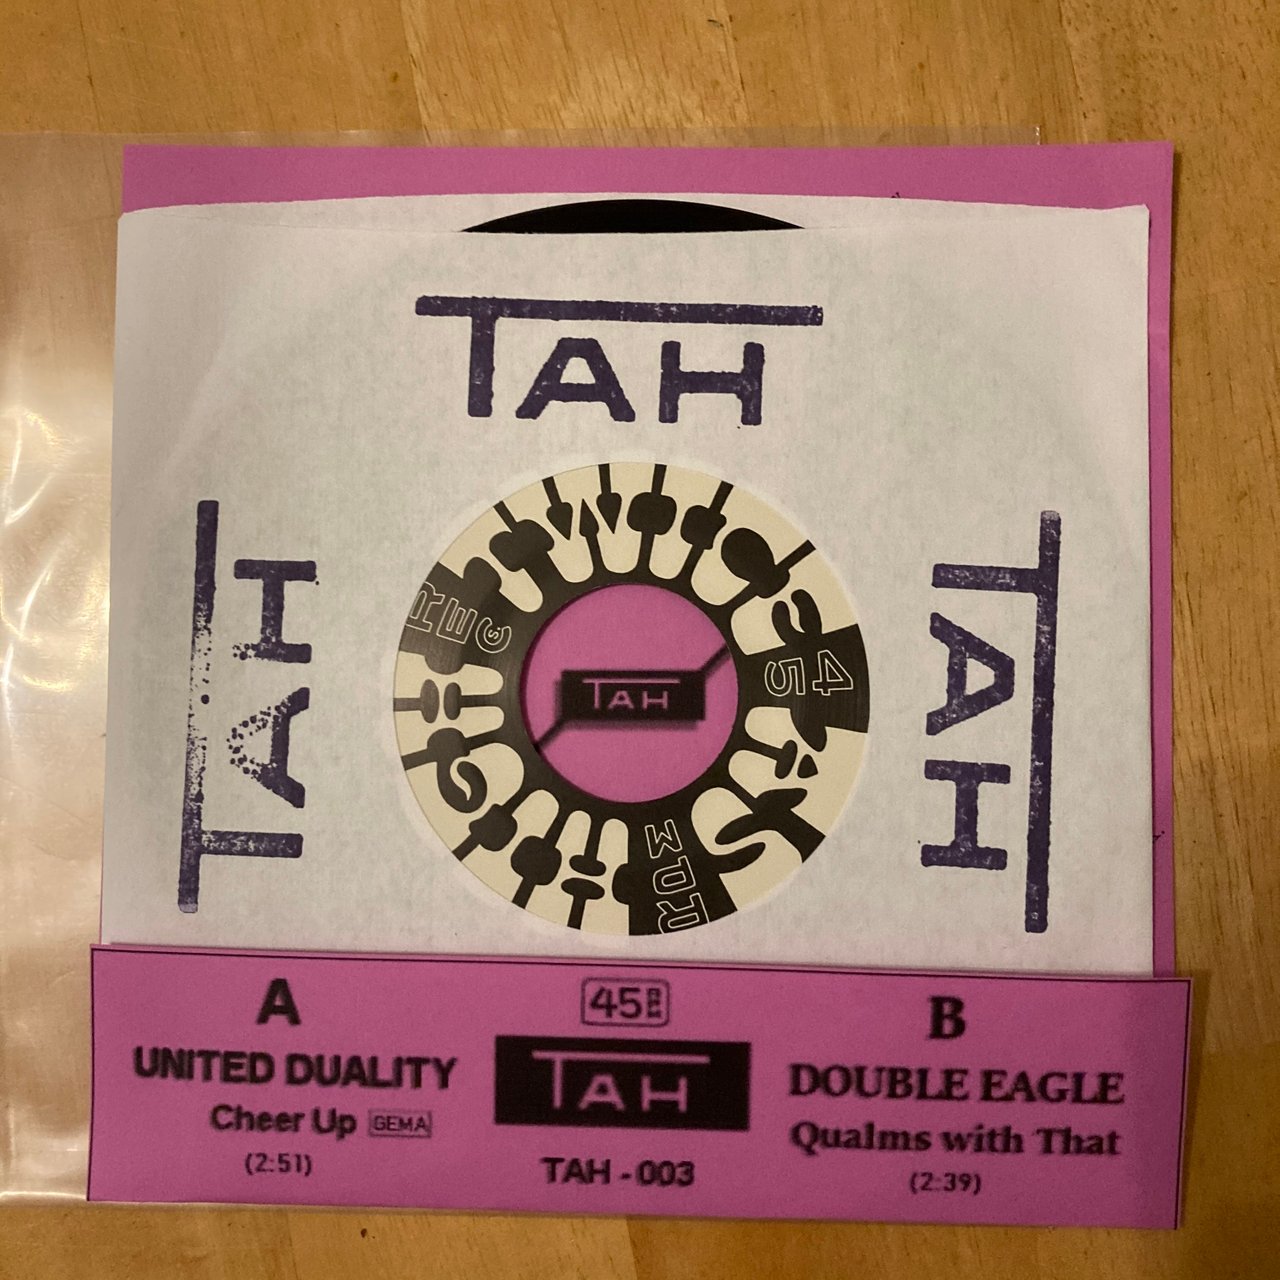 TAH
TAH
TAH
45
TAH
A
UNITED DUALITY
Cheer Up GEMA
(2:51)
45 RPM
TAH
TAH - 003
B
DOUBLE EAGLE
Qualms with That
(2:39)